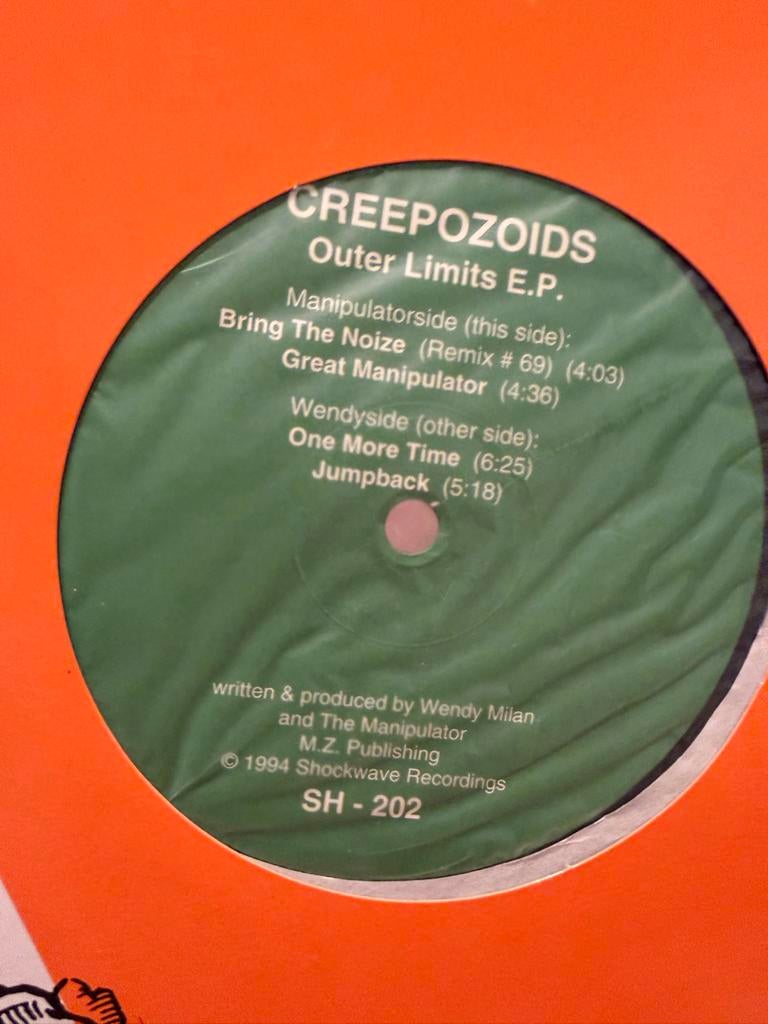 CREEPOZOIDS
Outer Limits E.P.
Manipulatorside (this side):
Bring The Noize (Remix # 69) (4:03)
Great Manipulator (4:36)
Wendyside (other side):
One More Time (6:25)
Jumpback (5:18)
written & produced by Wendy Milan
and The Manipulator
M.Z. Publishing
© 1994 Shockwave Recordings
SH - 202